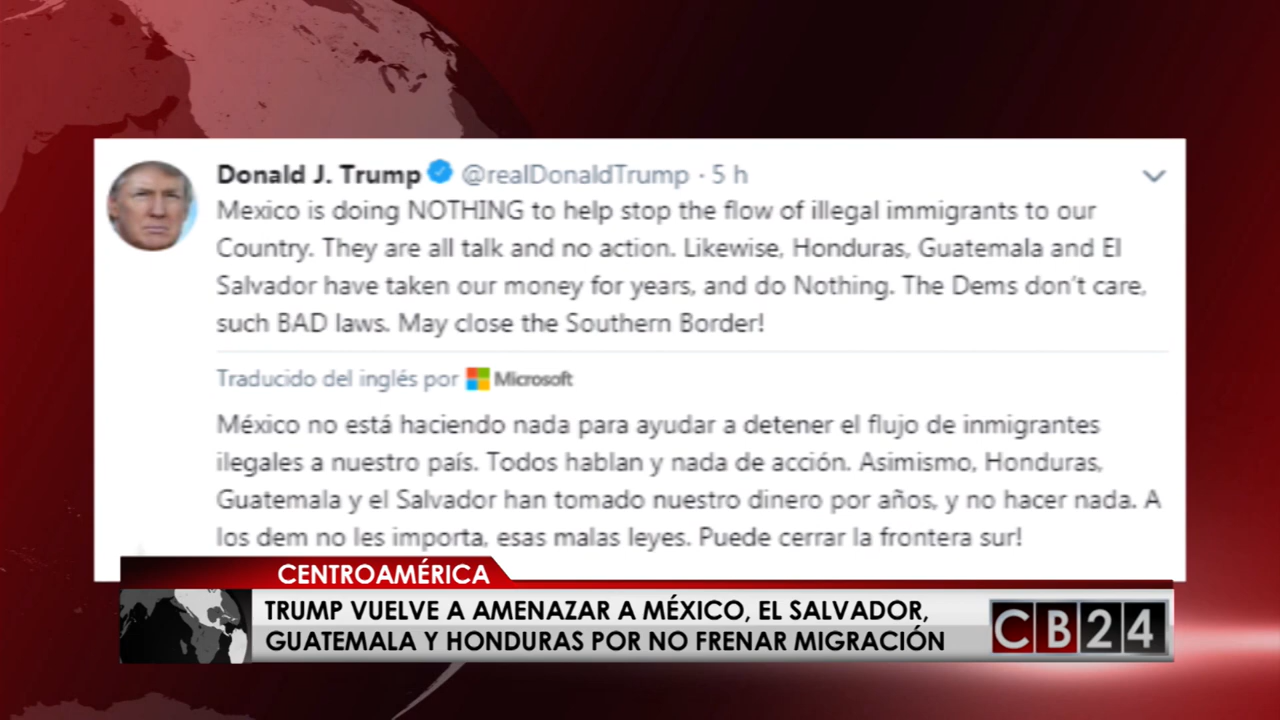 Donald J. Trump @realDonaldTrump · 5 h
Mexico is doing NOTHING to help stop the flow of illegal immigrants to our
Country. They are all talk and no action. Likewise, Honduras, Guatemala and El
Salvador have taken our money for years, and do Nothing. The Dems don't care,
such BAD laws. May close the Southern Border!
Traducido del inglés por Microsoft
México no está haciendo nada para ayudar a detener el flujo de inmigrantes
ilegales a nuestro país. Todos hablan y nada de acción. Asimismo, Honduras,
Guatemala y el Salvador han tomado nuestro dinero por años, y no hacer nada. A
los dem no les importa, esas malas leyes. Puede cerrar la frontera sur!
CENTROAMÉRICA
TRUMP VUELVE A AMENAZAR A MÉXICO, EL SALVADOR,
GUATEMALA Y HONDURAS POR NO FRENAR MIGRACIÓN
CB24